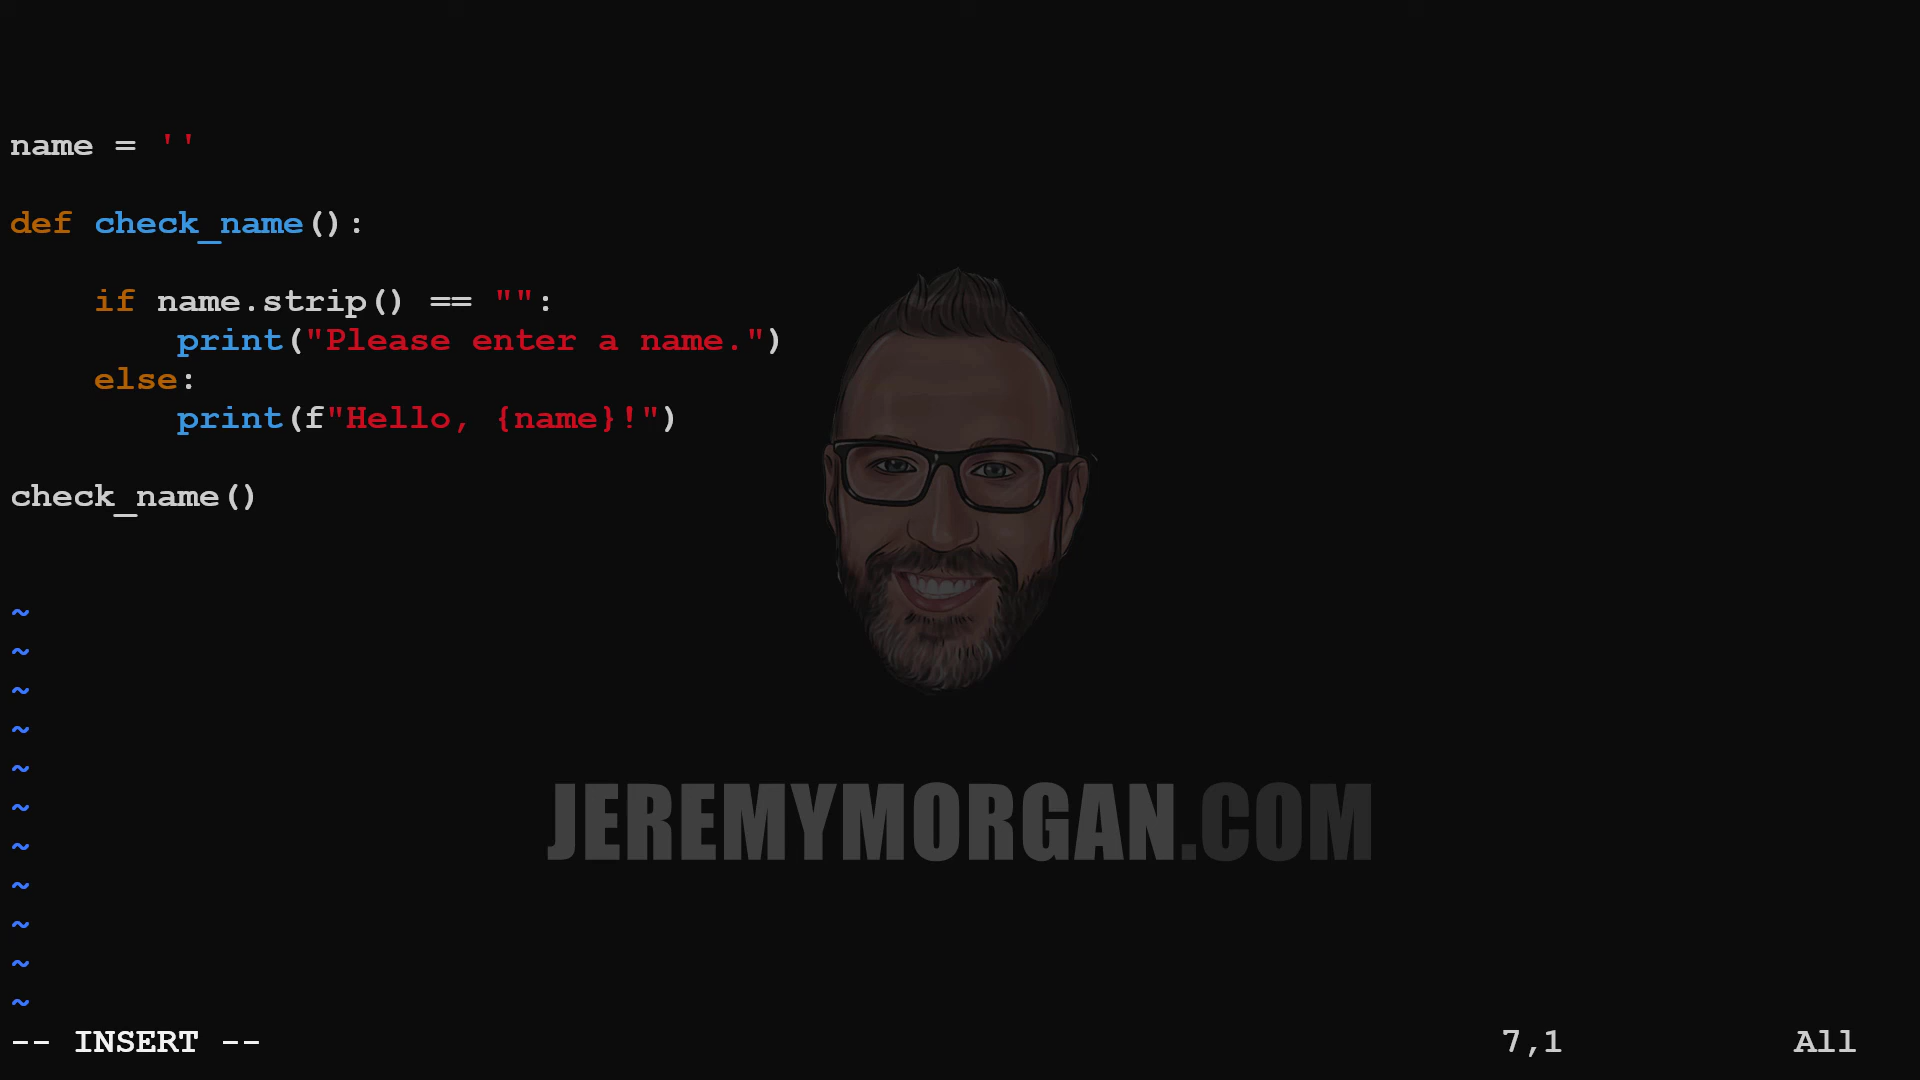 name = ''
def check_name():
    if name.strip() == "":
        print("Please enter a name.")
    else:
        print(f"Hello, {name}!")
check_name()
~
~
~
~
~
~
~
~
~
~
~
JEREMYMORGAN.COM
-- INSERT -- 7,1 All